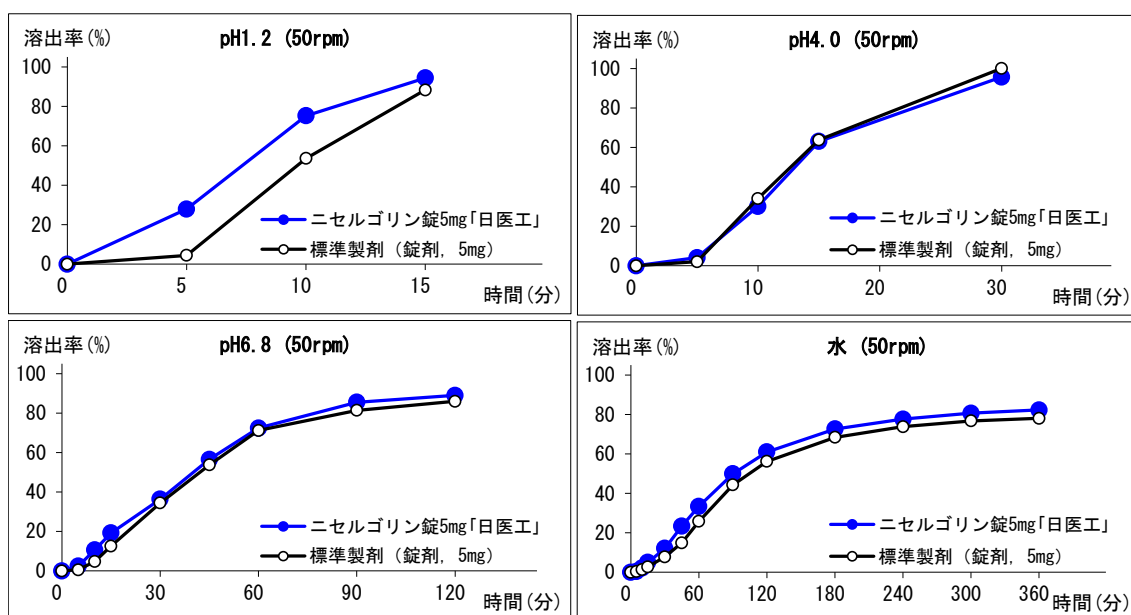 溶出率(%)
pH1.2 (50rpm)
100
80
60
40
20
0
ニセルゴリン錠5mg「日医工」
標準製剤 (錠剤, 5mg)
0 5 10 15
時間(分)
溶出率(%)
pH4.0 (50rpm)
100
80
60
40
20
0
ニセルゴリン錠5mg「日医工」
標準製剤 (錠剤, 5mg)
0 10 20 30
時間(分)
溶出率(%)
pH6.8 (50rpm)
100
80
60
40
20
0
ニセルゴリン錠5mg「日医工」
標準製剤 (錠剤, 5mg)
0 30 60 90 120
時間(分)
溶出率(%)
水 (50rpm)
100
80
60
40
20
0
ニセルゴリン錠5mg「日医工」
標準製剤 (錠剤, 5mg)
0 60 120 180 240 300 360
時間(分)